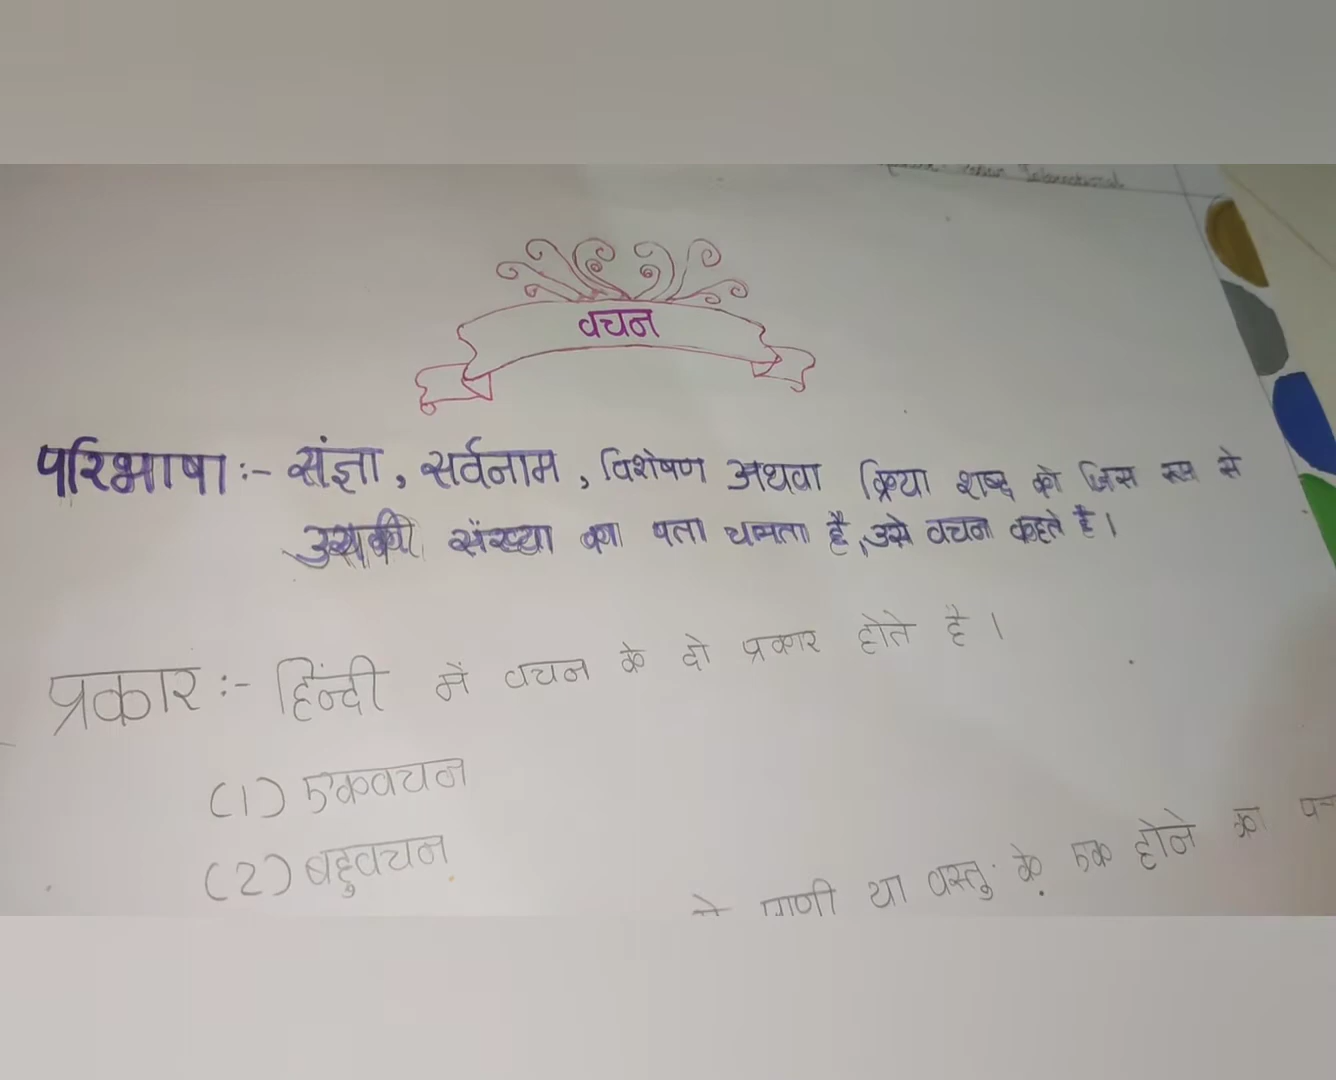 वचन
परिभाषा :- संज्ञा, सर्वनाम, विशेषण अथवा क्रिया शब्द के जिस रूप से
उसकी संख्या का पता चलता है, उसे वचन कहते है।
प्रकार :- हिंन्दी में वचन के दो प्रकार होते है।
(1) एकवचन
(2) बहुवचन
या वस्तु के एक होने का